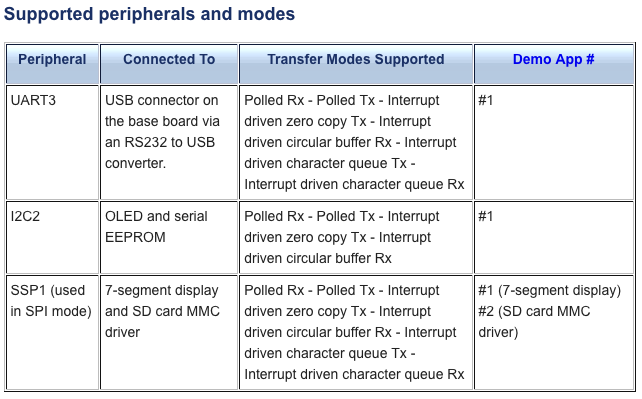 Supported peripherals and modes
Peripheral
Connected To
Transfer Modes Supported
Demo App #
UART3
USB connector on
the base board via
an RS232 to USB
converter.
Polled Rx - Polled Tx - Interrupt
driven zero copy Tx - Interrupt
driven circular buffer Rx - Interrupt
driven character queue Tx -
Interrupt driven character queue Rx
#1
I2C2
OLED and serial
EEPROM
Polled Rx - Polled Tx - Interrupt
driven zero copy Tx - Interrupt
driven circular buffer Rx
#1
SSP1 (used
in SPI mode)
7-segment display
and SD card MMC
driver
Polled Rx - Polled Tx - Interrupt
driven zero copy Tx - Interrupt
driven circular buffer Rx - Interrupt
driven character queue Tx -
Interrupt driven character queue Rx
#1 (7-segment display)
#2 (SD card MMC
driver)